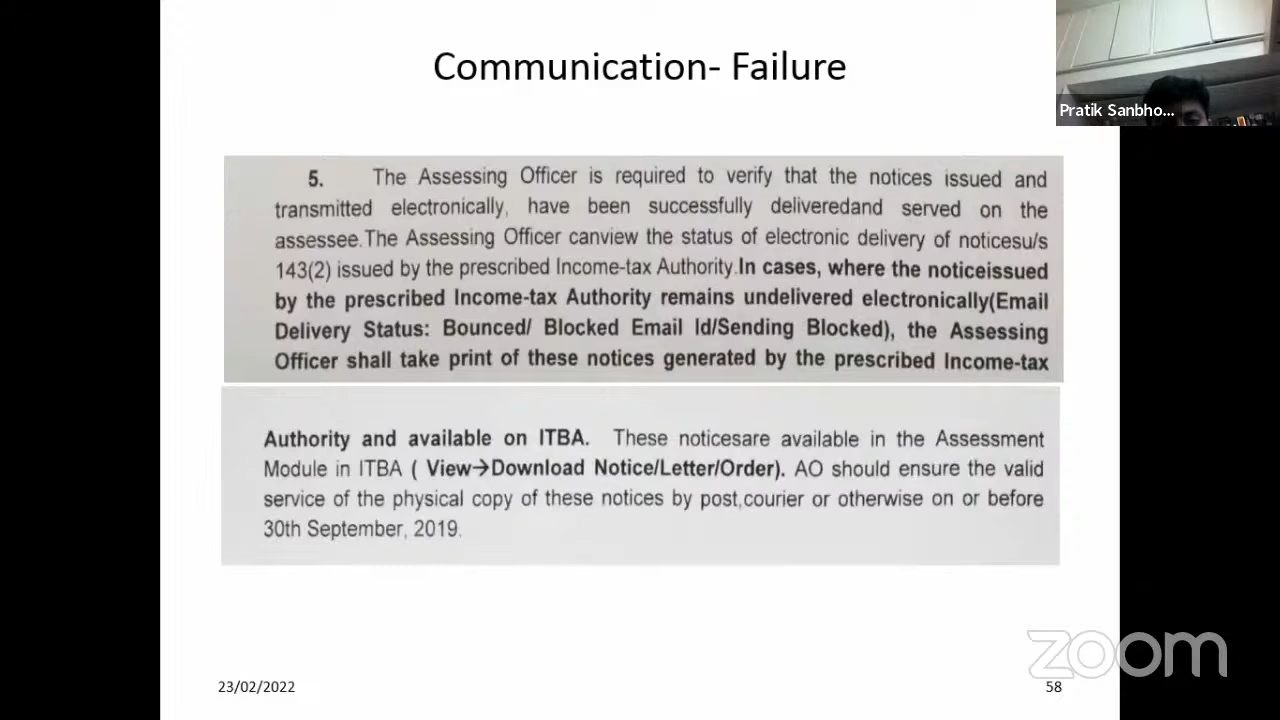 Communication- Failure
Pratik Sanbho...
5. The Assessing Officer is required to verify that the notices issued and
transmitted electronically, have been successfully deliveredand served on the
assessee.The Assessing Officer canview the status of electronic delivery of noticesu/s
143(2) issued by the prescribed Income-tax Authority.In cases, where the noticeissued
by the prescribed Income-tax Authority remains undelivered electronically(Email
Delivery Status: Bounced/ Blocked Email Id/Sending Blocked), the Assessing
Officer shall take print of these notices generated by the prescribed Income-tax
Authority and available on ITBA. These noticesare available in the Assessment
Module in ITBA ( View→Download Notice/Letter/Order). AO should ensure the valid
service of the physical copy of these notices by post,courier or otherwise on or before
30th September, 2019.
zoom
23/02/2022
58